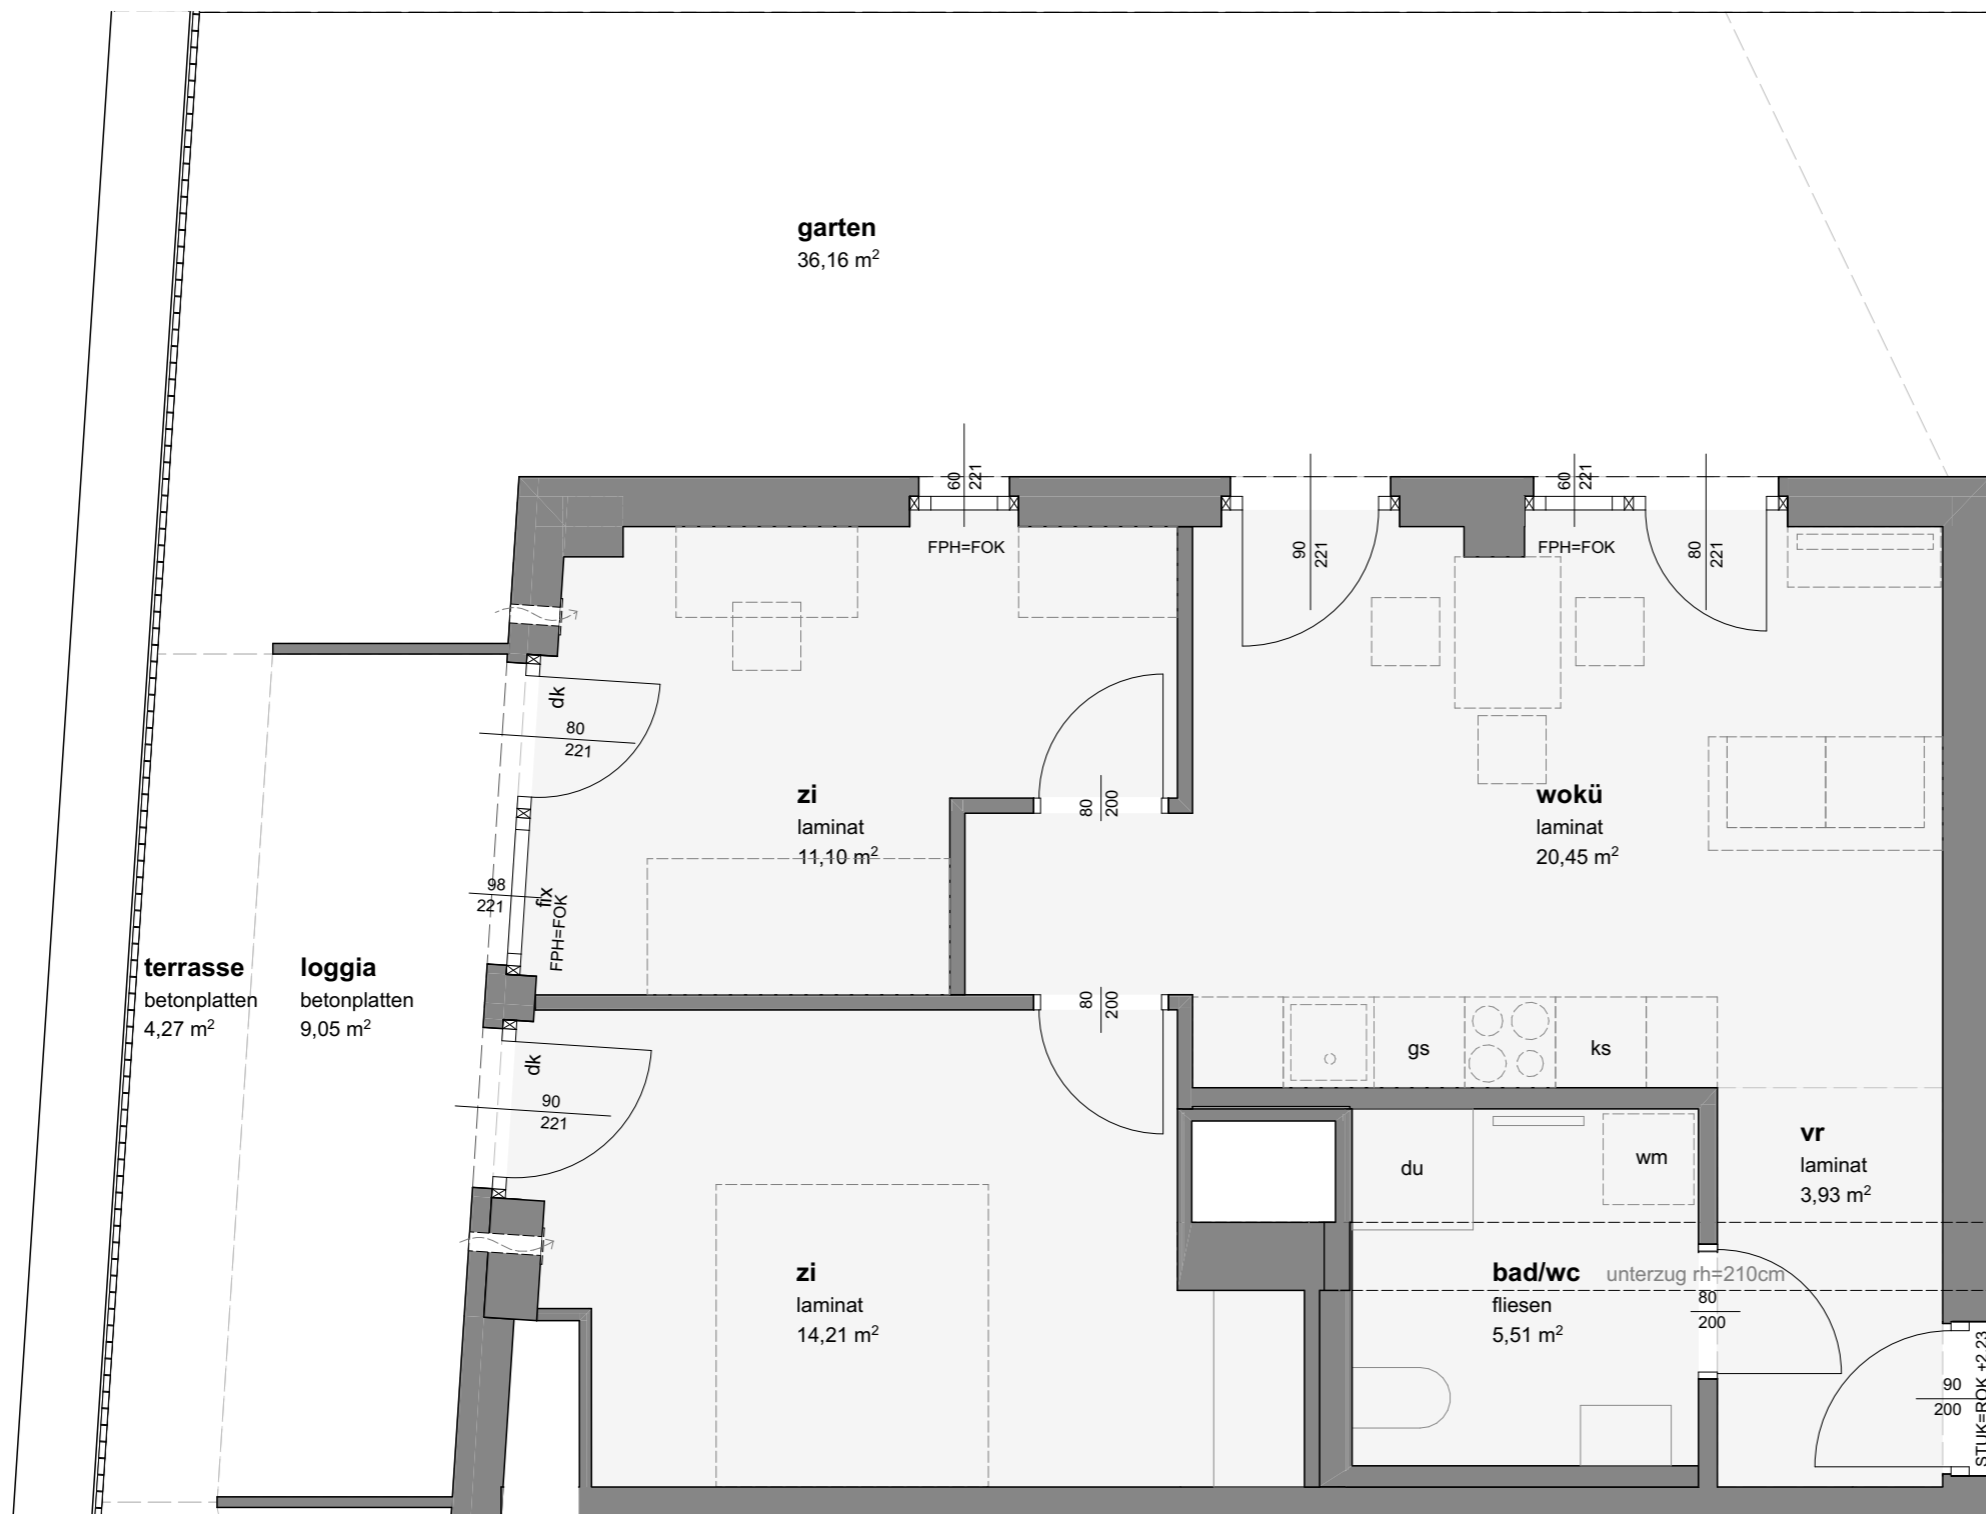 garten
36,16 m²
60
221
60
221
FPH=FOK
90
221
FPH=FOK
80
221
dk
80
221
zi
laminat
11,10 m²
80
200
wokü
laminat
20,45 m²
98
221
fix
FPH=FOK
terrasse
betonplatten
4,27 m²
loggia
betonplatten
9,05 m²
80
200
gs
ks
dk
90
221
du
wm
vr
laminat
3,93 m²
zi
laminat
14,21 m²
bad/wc
fliesen
5,51 m²
unterzug rh=210cm
80
200
90
200
STUK=ROK +2,23